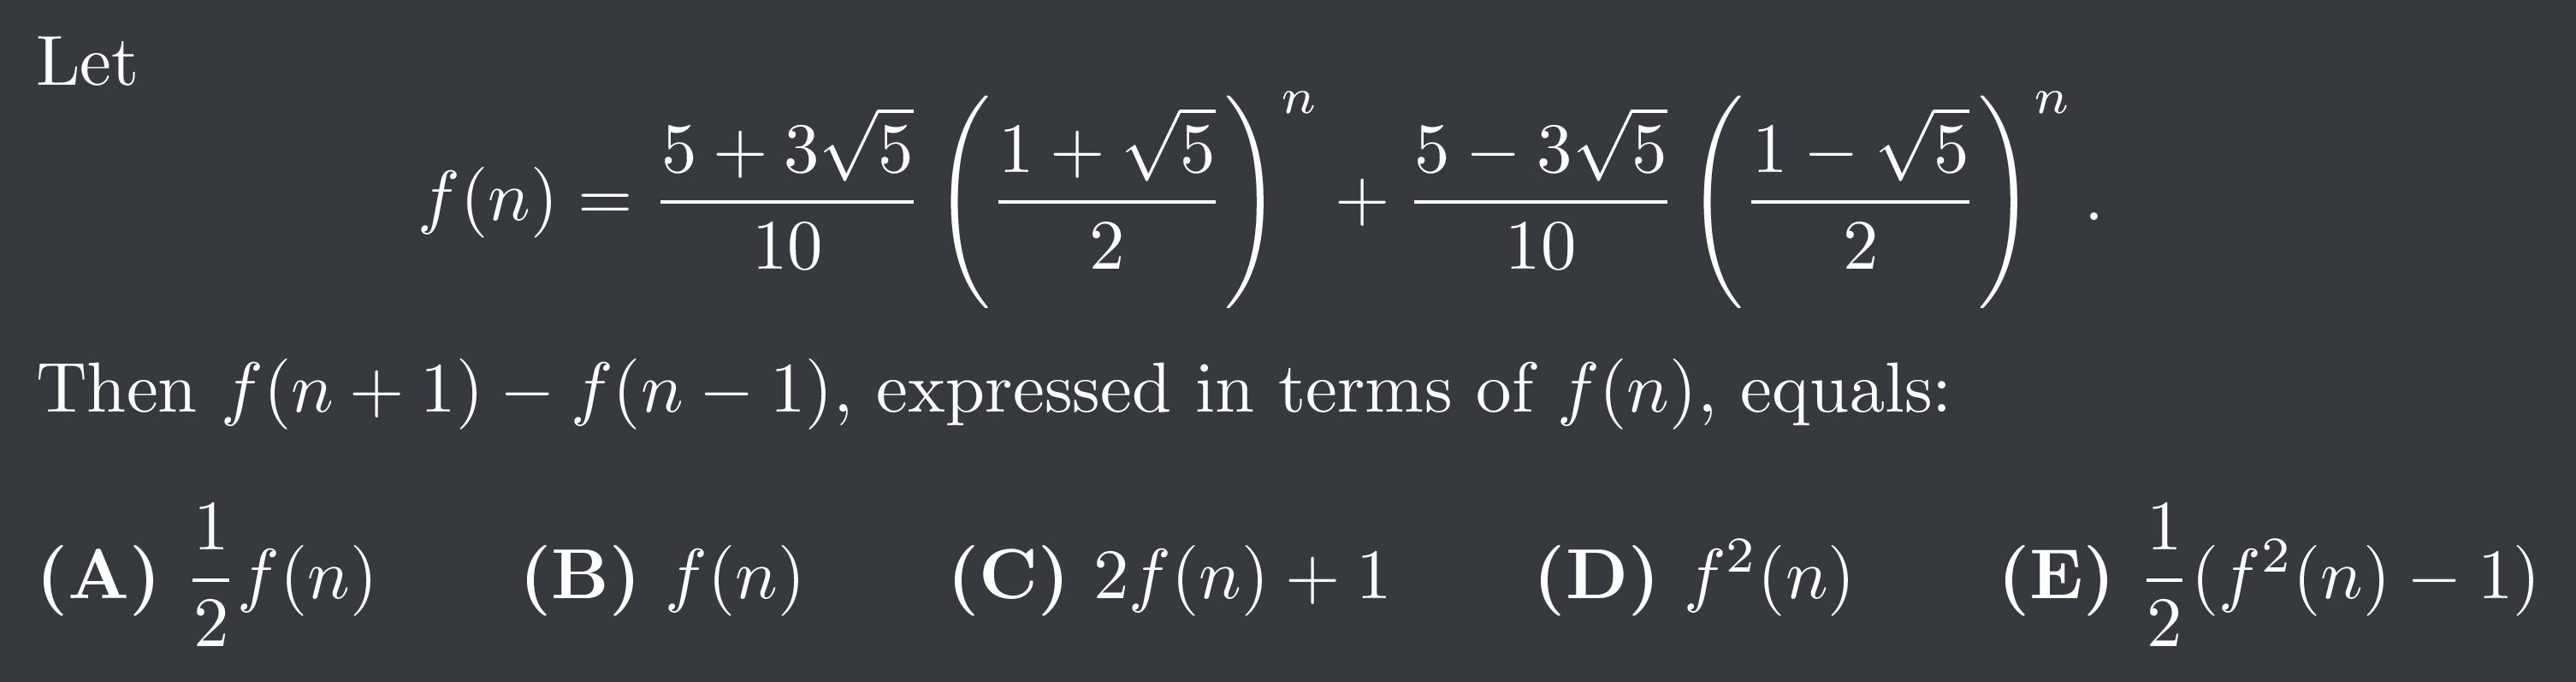 Let
f(n) = \frac{5 + 3\sqrt{5}}{10} \left( \frac{1 + \sqrt{5}}{2} \right)^n + \frac{5 - 3\sqrt{5}}{10} \left( \frac{1 - \sqrt{5}}{2} \right)^n .
Then f(n + 1) − f(n − 1), expressed in terms of f(n), equals:
(A) \frac{1}{2} f(n) (B) f(n) (C) 2f(n) + 1 (D) f^2(n) (E) \frac{1}{2} (f^2(n) − 1)